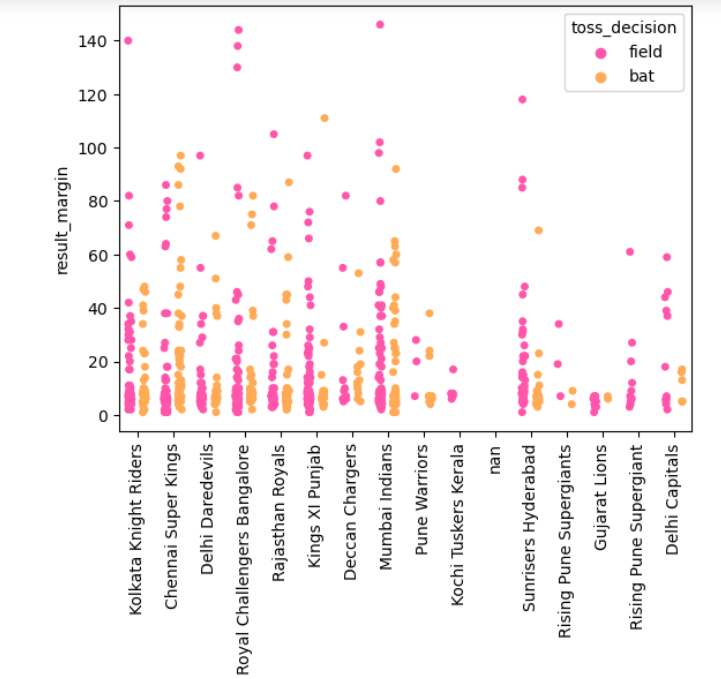 result_margin
140
120
100
80
60
40
20
0
toss_decision
field
bat
Kolkata Knight Riders
Chennai Super Kings
Delhi Daredevils
Royal Challengers Bangalore
Rajasthan Royals
Kings XI Punjab
Deccan Chargers
Mumbai Indians
Pune Warriors
Kochi Tuskers Kerala
nan
Sunrisers Hyderabad
Rising Pune Supergiants
Gujarat Lions
Rising Pune Supergiant
Delhi Capitals